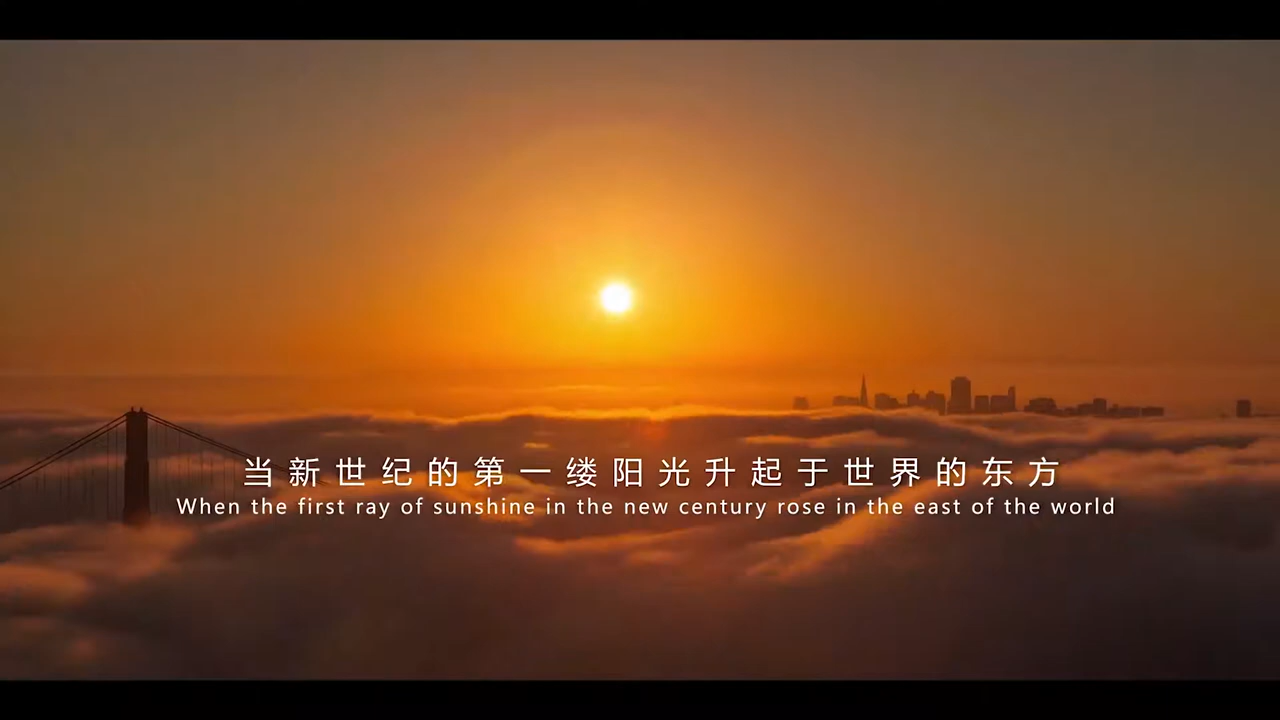 当新世纪的第一缕阳光升起于世界的东方
When the first ray of sunshine in the new century rose in the east of the world